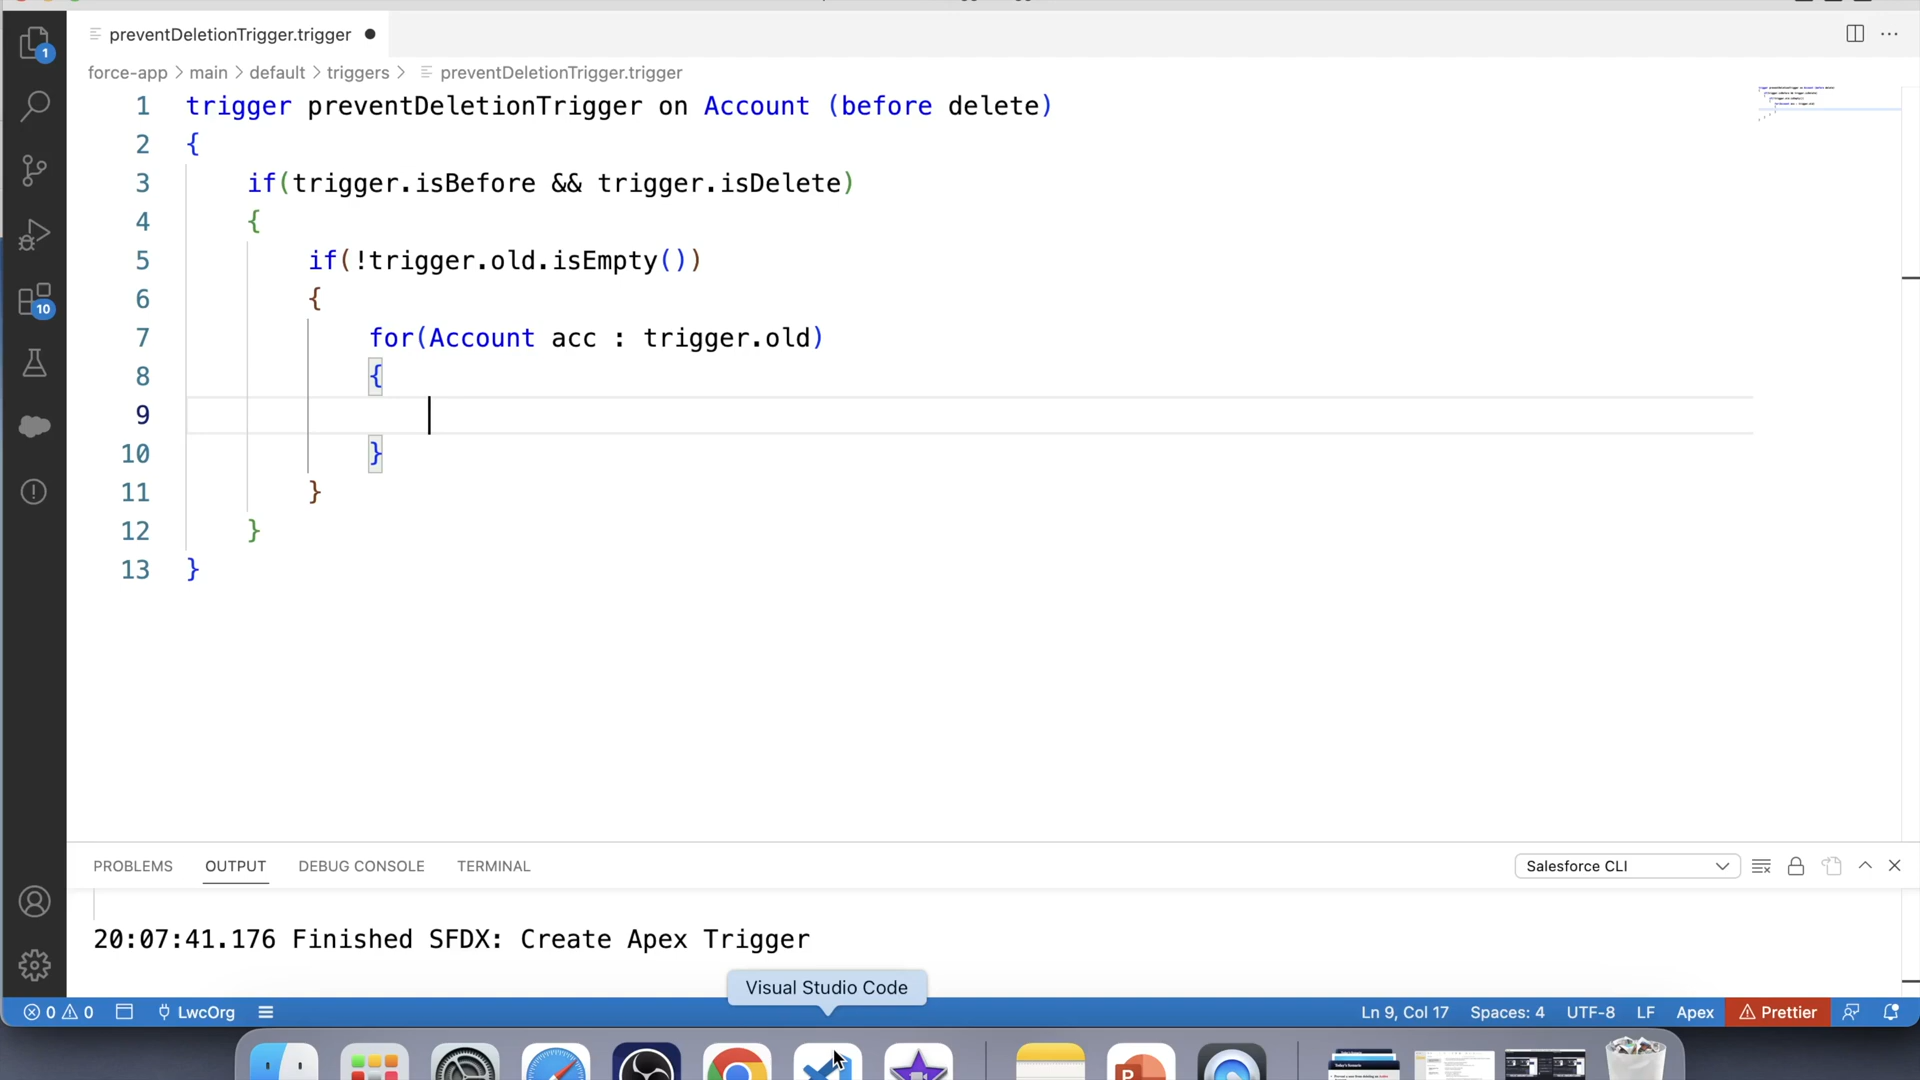 preventDeletionTrigger.trigger
force-app > main > default > triggers > preventDeletionTrigger.trigger
1 trigger preventDeletionTrigger on Account (before delete)
2 {
3 if(trigger.isBefore && trigger.isDelete)
4 {
5 if(!trigger.old.isEmpty())
6 {
7 for(Account acc : trigger.old)
8 {
9
10 }
11 }
12 }
13 }
1
10
PROBLEMS OUTPUT DEBUG CONSOLE TERMINAL Salesforce CLI
20:07:41.176 Finished SFDX: Create Apex Trigger
Visual Studio Code
0 0 LwcOrg Ln 9, Col 17 Spaces: 4 UTF-8 LF Apex Prettier
P